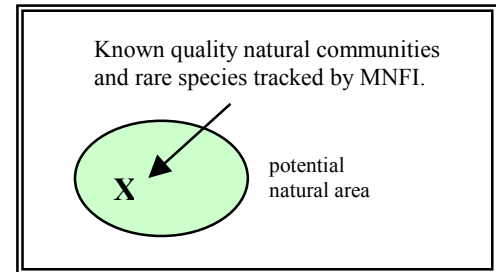 Known quality natural communities
and rare species tracked by MNFI.
potential
natural area
X